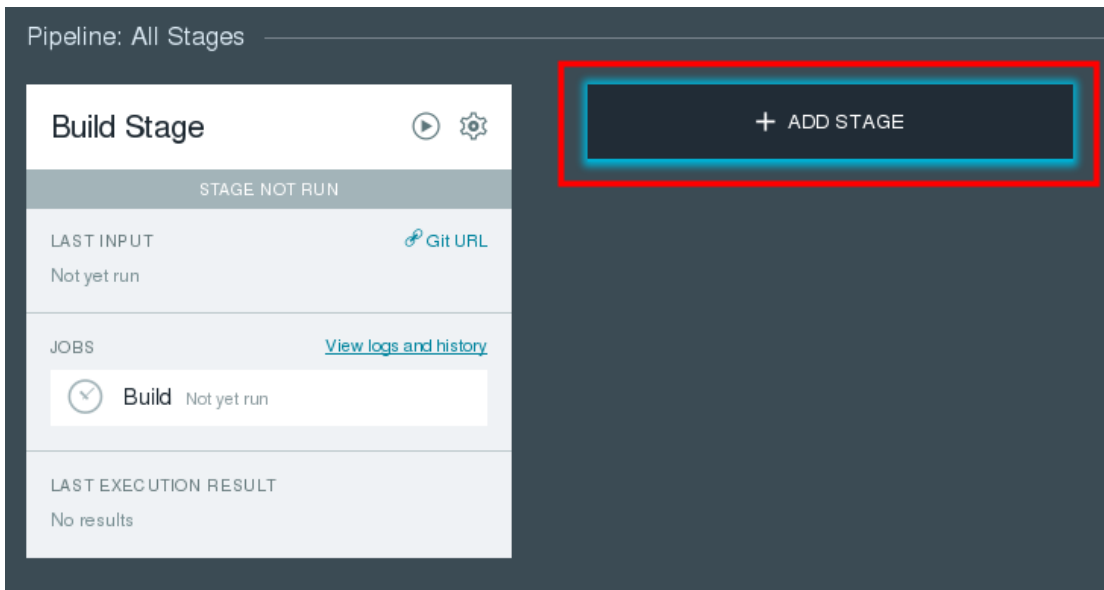 Pipeline: All Stages
Build Stage
STAGE NOT RUN
LAST INPUT
Git URL
Not yet run
JOBS
View logs and history
Build Not yet run
LAST EXECUTION RESULT
No results
+ ADD STAGE